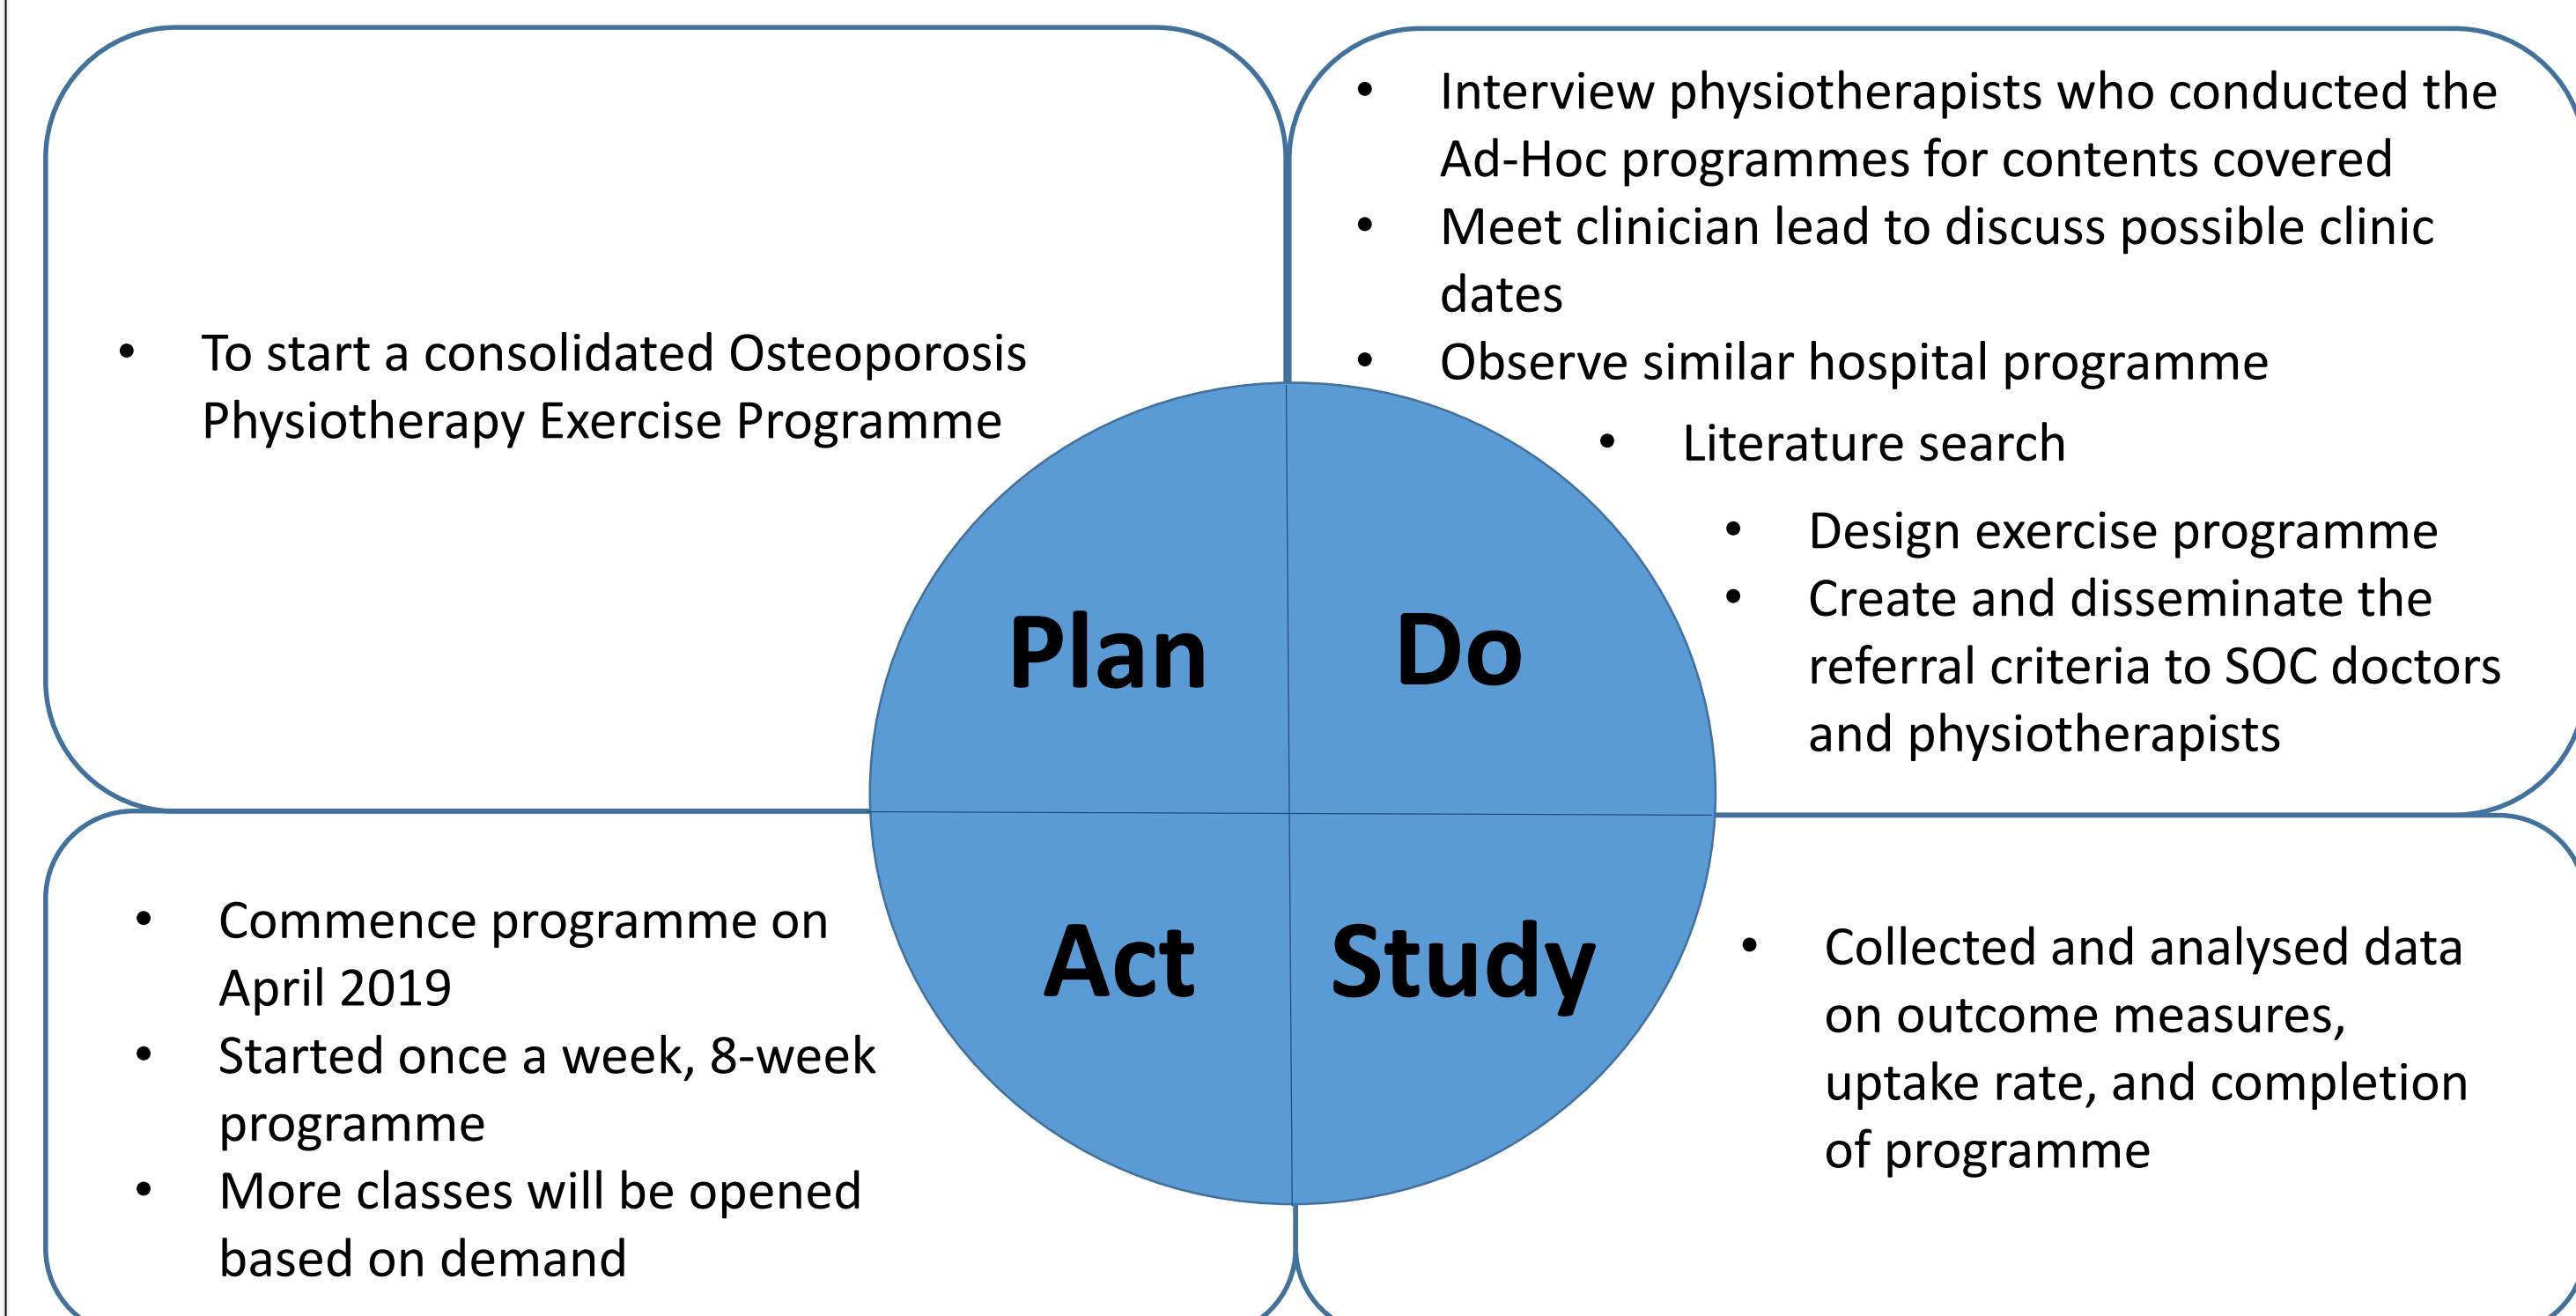 • To start a consolidated Osteoporosis
Physiotherapy Exercise Programme
• Interview physiotherapists who conducted the
Ad-Hoc programmes for contents covered
• Meet clinician lead to discuss possible clinic
dates
• Observe similar hospital programme
• Literature search
• Design exercise programme
• Create and disseminate the
referral criteria to SOC doctors
and physiotherapists
Plan
Do
Act
Study
• Commence programme on
April 2019
• Started once a week, 8-week
programme
• More classes will be opened
based on demand
• Collected and analysed data
on outcome measures,
uptake rate, and completion
of programme